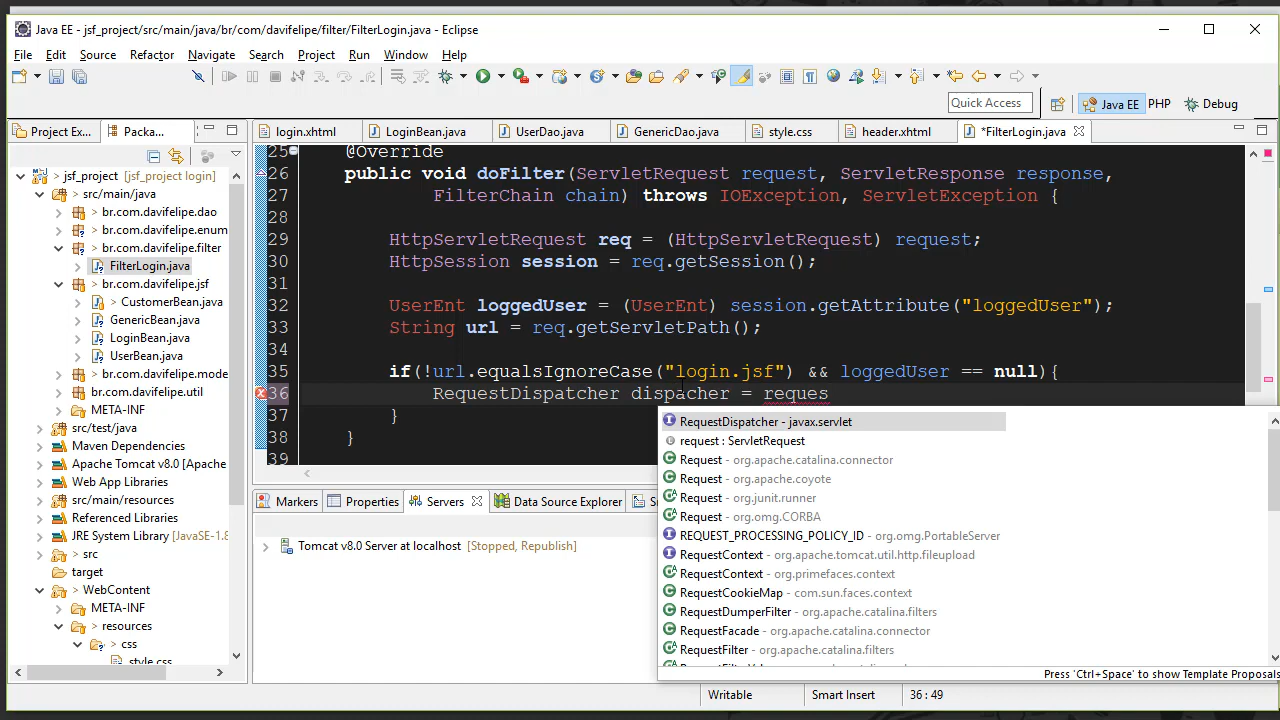 Java EE - jsf_project/src/main/java/br/com/davifelipe/filter/FilterLogin.java - Eclipse
File Edit Source Refactor Navigate Search Project Run Window Help
Quick Access
Java EE PHP Debug
Project Ex... Packa...
login.xhtml LoginBean.java UserDao.java GenericDao.java style.css header.xhtml *FilterLogin.java
jsf_project [jsf_project login]
src/main/java
br.com.davifelipe.dao
br.com.davifelipe.enum
br.com.davifelipe.filter
FilterLogin.java
br.com.davifelipe.jsf
> CustomerBean.java
GenericBean.java
LoginBean.java
UserBean.java
br.com.davifelipe.model
br.com.davifelipe.util
META-INF
src/test/java
Maven Dependencies
Apache Tomcat v8.0 [Apache
Web App Libraries
src/main/resources
Referenced Libraries
JRE System Library [JavaSE-1.8
> src
target
> WebContent
META-INF
resources
> css
style.css
25 @Override
26 public void doFilter(ServletRequest request, ServletResponse response,
27 FilterChain chain) throws IOException, ServletException {
28
29 HttpServletRequest req = (HttpServletRequest) request;
30 HttpSession session = req.getSession();
31
32 UserEnt loggedUser = (UserEnt) session.getAttribute("loggedUser");
33 String url = req.getServletPath();
34
35 if(!url.equalsIgnoreCase("login.jsf") && loggedUser == null){
36 RequestDispatcher dispacher = reques
37 }
38 }
39
RequestDispatcher - javax.servlet
request : ServletRequest
Request - org.apache.catalina.connector
Request - org.apache.coyote
Request - org.junit.runner
Request - org.omg.CORBA
REQUEST_PROCESSING_POLICY_ID - org.omg.PortableServer
RequestContext - org.apache.tomcat.util.http.fileupload
RequestContext - org.primefaces.context
RequestCookieMap - com.sun.faces.context
RequestDumperFilter - org.apache.catalina.filters
RequestFacade - org.apache.catalina.connector
RequestFilter - org.apache.catalina.filters
Press 'Ctrl+Space' to show Template Proposals
Markers Properties Servers Data Source Explorer
Tomcat v8.0 Server at localhost [Stopped, Republish]
Writable Smart Insert 36 : 49